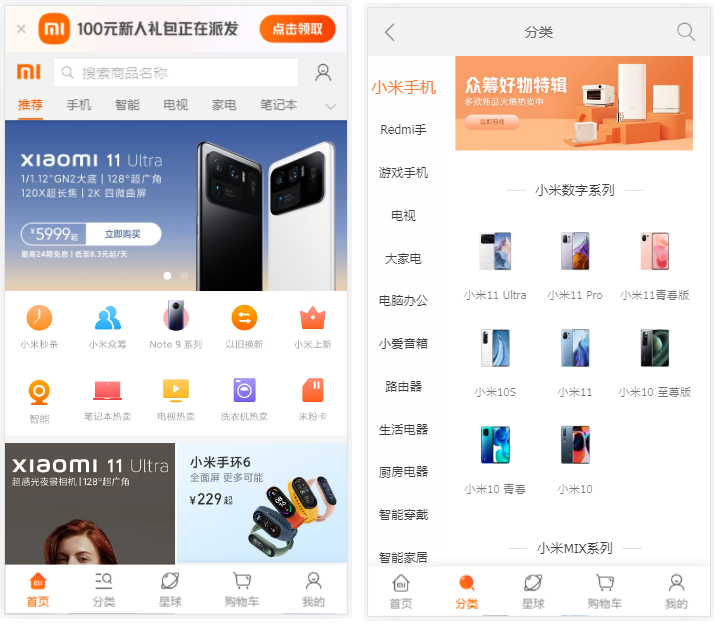 100元新人礼包正在派发
点击领取
搜索商品名称
推荐 手机 智能 电视 家电 笔记本
xiaomi 11 Ultra
1/1.12"GN2大底 | 128°超广角
120X超长焦 | 2K 四微曲屏
¥5999起 立即购买
最高24期免息 | 低至8.3元起/天
小米秒杀 小米众筹 Note 9 系列 以旧换新 小米上新
智能 笔记本热卖 电视热卖 洗衣机热卖 米粉卡
xiaomi 11 Ultra
超感光夜景相机 | 128°超广角
小米手环6
全面屏 更多可能
¥229起
首页 分类 星球 购物车 我的
分类
小米手机
Redmi手
游戏手机
电视
大家电
电脑办公
小爱音箱
路由器
生活电器
厨房电器
智能穿戴
智能家居
众筹好物特辑
多款新品火爆热卖中
立即前往
小米数字系列
小米11 Ultra 小米11 Pro 小米11青春版
小米10S 小米11 小米10 至尊版
小米10 青春 小米10
小米MIX系列
首页 分类 星球 购物车 我的